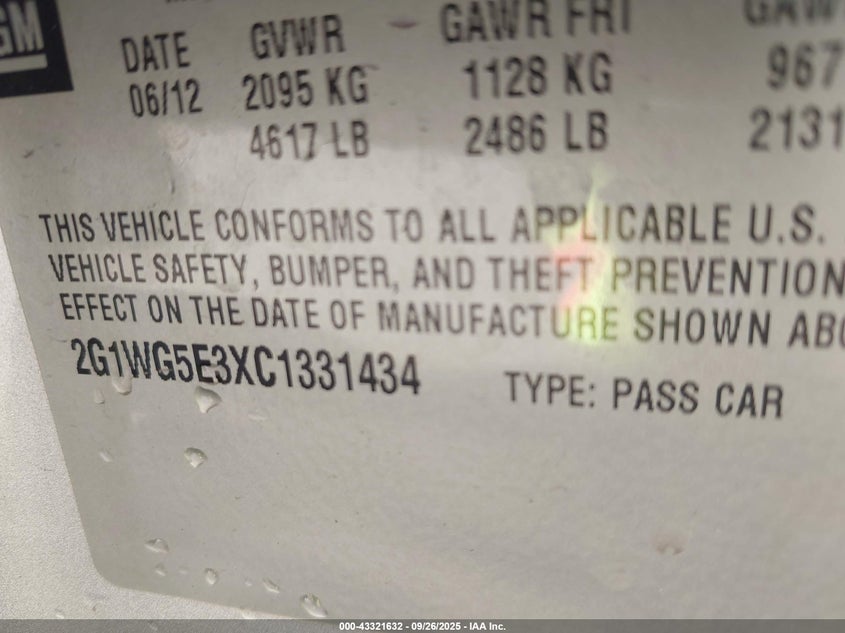 GM
DATE GVWR GAWR FRT
06/12 2095 KG 1128 KG 967
4617 LB 2486 LB 2131
THIS VEHICLE CONFORMS TO ALL APPLICABLE U.S.
VEHICLE SAFETY, BUMPER, AND THEFT PREVENTION
EFFECT ON THE DATE OF MANUFACTURE SHOWN ABO
2G1WG5E3XC1331434 TYPE: PASS CAR
000-43321632 - 09/26/2025 - IAA Inc.